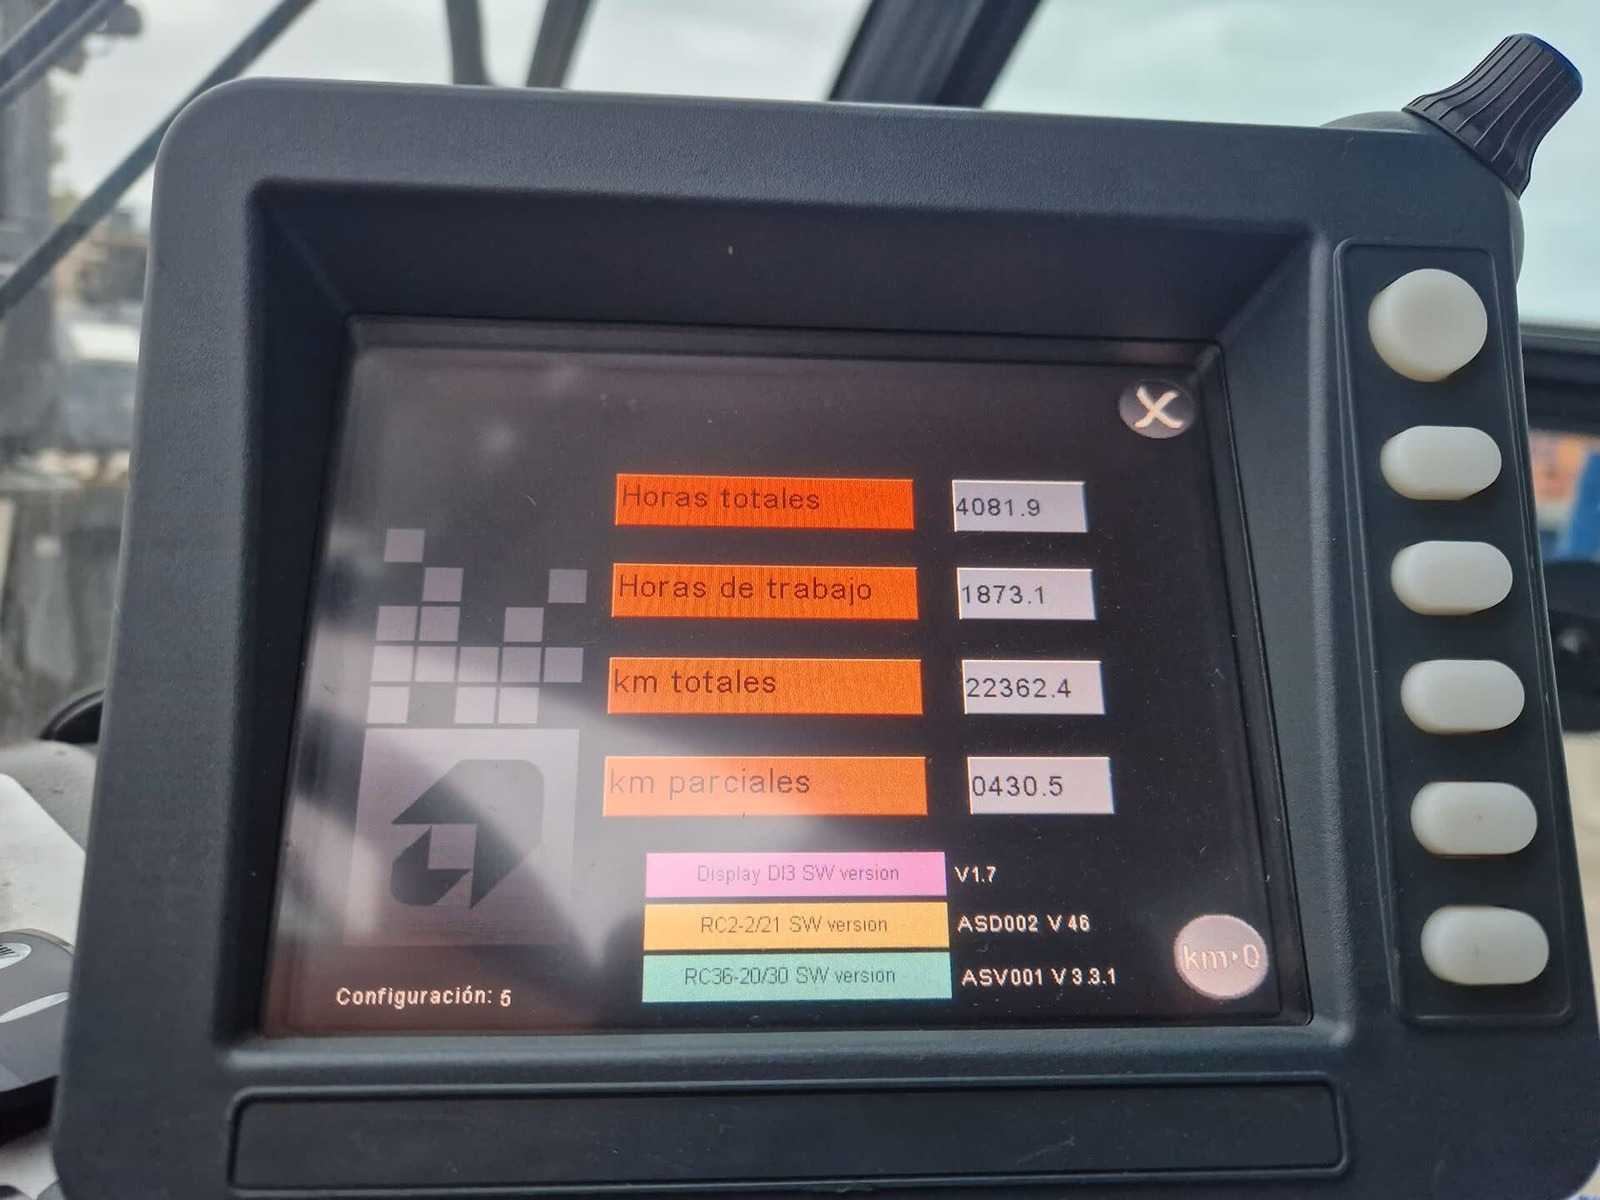 X
Horas totales 4081.9
Horas de trabajo 1873.1
km totales 22362.4
km parciales 0430.5
Display DI3 SW version V1.7
RC2-2/21 SW version ASD002 V 46
RC36-20/30 SW version ASV001 V 3.3.1
km▸0
Configuración: 5